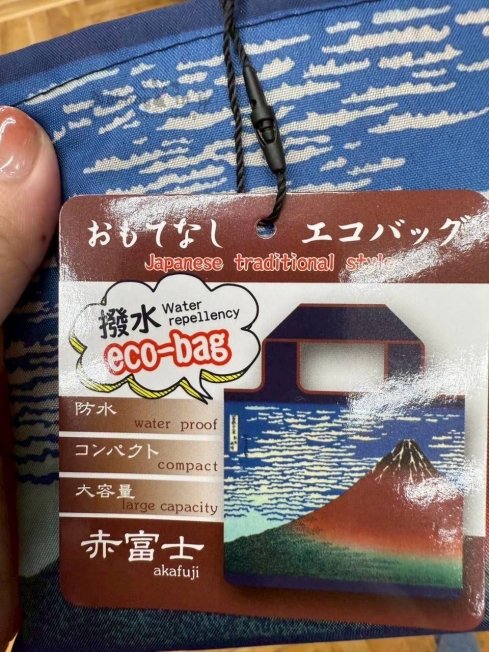 おもてなし エコバッグ
Japanese traditional style
撥水 Water repellency
eco-bag
防水
water proof
コンパクト
compact
大容量
large capacity
赤富士
akafuji